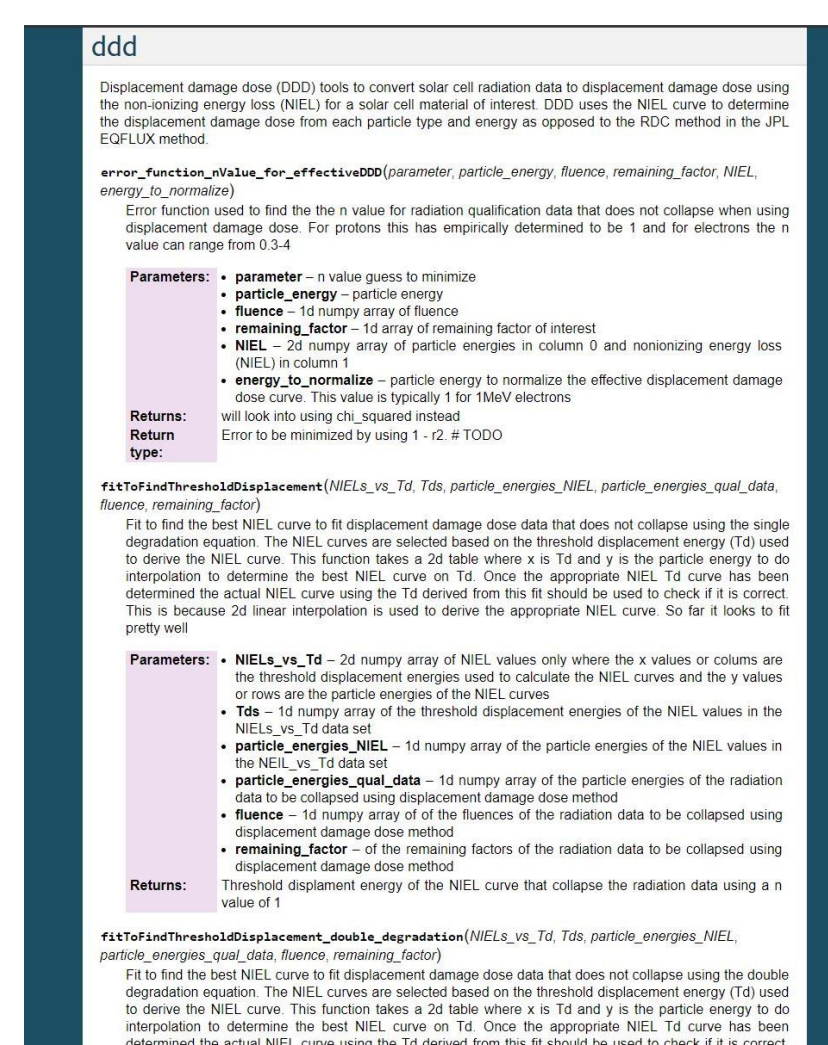 ddd
Displacement damage dose (DDD) tools to convert solar cell radiation data to displacement damage dose using
the non-ionizing energy loss (NIEL) for a solar cell material of interest. DDD uses the NIEL curve to determine
the displacement damage dose from each particle type and energy as opposed to the RDC method in the JPL
EQFLUX method.
error_function_nValue_for_effectiveDDD(parameter, particle_energy, fluence, remaining_factor, NIEL,
energy_to_normalize)
Error function used to find the the n value for radiation qualification data that does not collapse when using
displacement damage dose. For protons this has empirically determined to be 1 and for electrons the n
value can range from 0.3-4
Parameters: • parameter – n value guess to minimize
• particle_energy – particle energy
• fluence – 1d numpy array of fluence
• remaining_factor – 1d array of remaining factor of interest
• NIEL – 2d numpy array of particle energies in column 0 and nonionizing energy loss
(NIEL) in column 1
• energy_to_normalize – particle energy to normalize the effective displacement damage
dose curve. This value is typically 1 for 1MeV electrons
Returns: will look into using chi_squared instead
Return Error to be minimized by using 1 - r2. # TODO
type:
fitToFindThresholdDisplacement(NIELs_vs_Td, Tds, particle_energies_NIEL, particle_energies_qual_data,
fluence, remaining_factor)
Fit to find the best NIEL curve to fit displacement damage dose data that does not collapse using the single
degradation equation. The NIEL curves are selected based on the threshold displacement energy (Td) used
to derive the NIEL curve. This function takes a 2d table where x is Td and y is the particle energy to do
interpolation to determine the best NIEL curve on Td. Once the appropriate NIEL Td curve has been
determined the actual NIEL curve using the Td derived from this fit should be used to check if it is correct.
This is because 2d linear interpolation is used to derive the appropriate NIEL curve. So far it looks to fit
pretty well
Parameters: • NIELs_vs_Td – 2d numpy array of NIEL values only where the x values or colums are
the threshold displacement energies used to calculate the NIEL curves and the y values
or rows are the particle energies of the NIEL curves
• Tds – 1d numpy array of the threshold displacement energies of the NIEL values in the
NIELs_vs_Td data set
• particle_energies_NIEL – 1d numpy array of the particle energies of the NIEL values in
the NEIL_vs_Td data set
• particle_energies_qual_data – 1d numpy array of the particle energies of the radiation
data to be collapsed using displacement damage dose method
• fluence – 1d numpy array of of the fluences of the radiation data to be collapsed using
displacement damage dose method
• remaining_factor – of the remaining factors of the radiation data to be collapsed using
displacement damage dose method
Returns: Threshold displament energy of the NIEL curve that collapse the radiation data using a n
value of 1
fitToFindThresholdDisplacement_double_degradation(NIELs_vs_Td, Tds, particle_energies_NIEL,
particle_energies_qual_data, fluence, remaining_factor)
Fit to find the best NIEL curve to fit displacement damage dose data that does not collapse using the double
degradation equation. The NIEL curves are selected based on the threshold displacement energy (Td) used
to derive the NIEL curve. This function takes a 2d table where x is Td and y is the particle energy to do
interpolation to determine the best NIEL curve on Td. Once the appropriate NIEL Td curve has been
determined the actual NIEL curve using the Td derived from this fit should be used to check if it is correct.